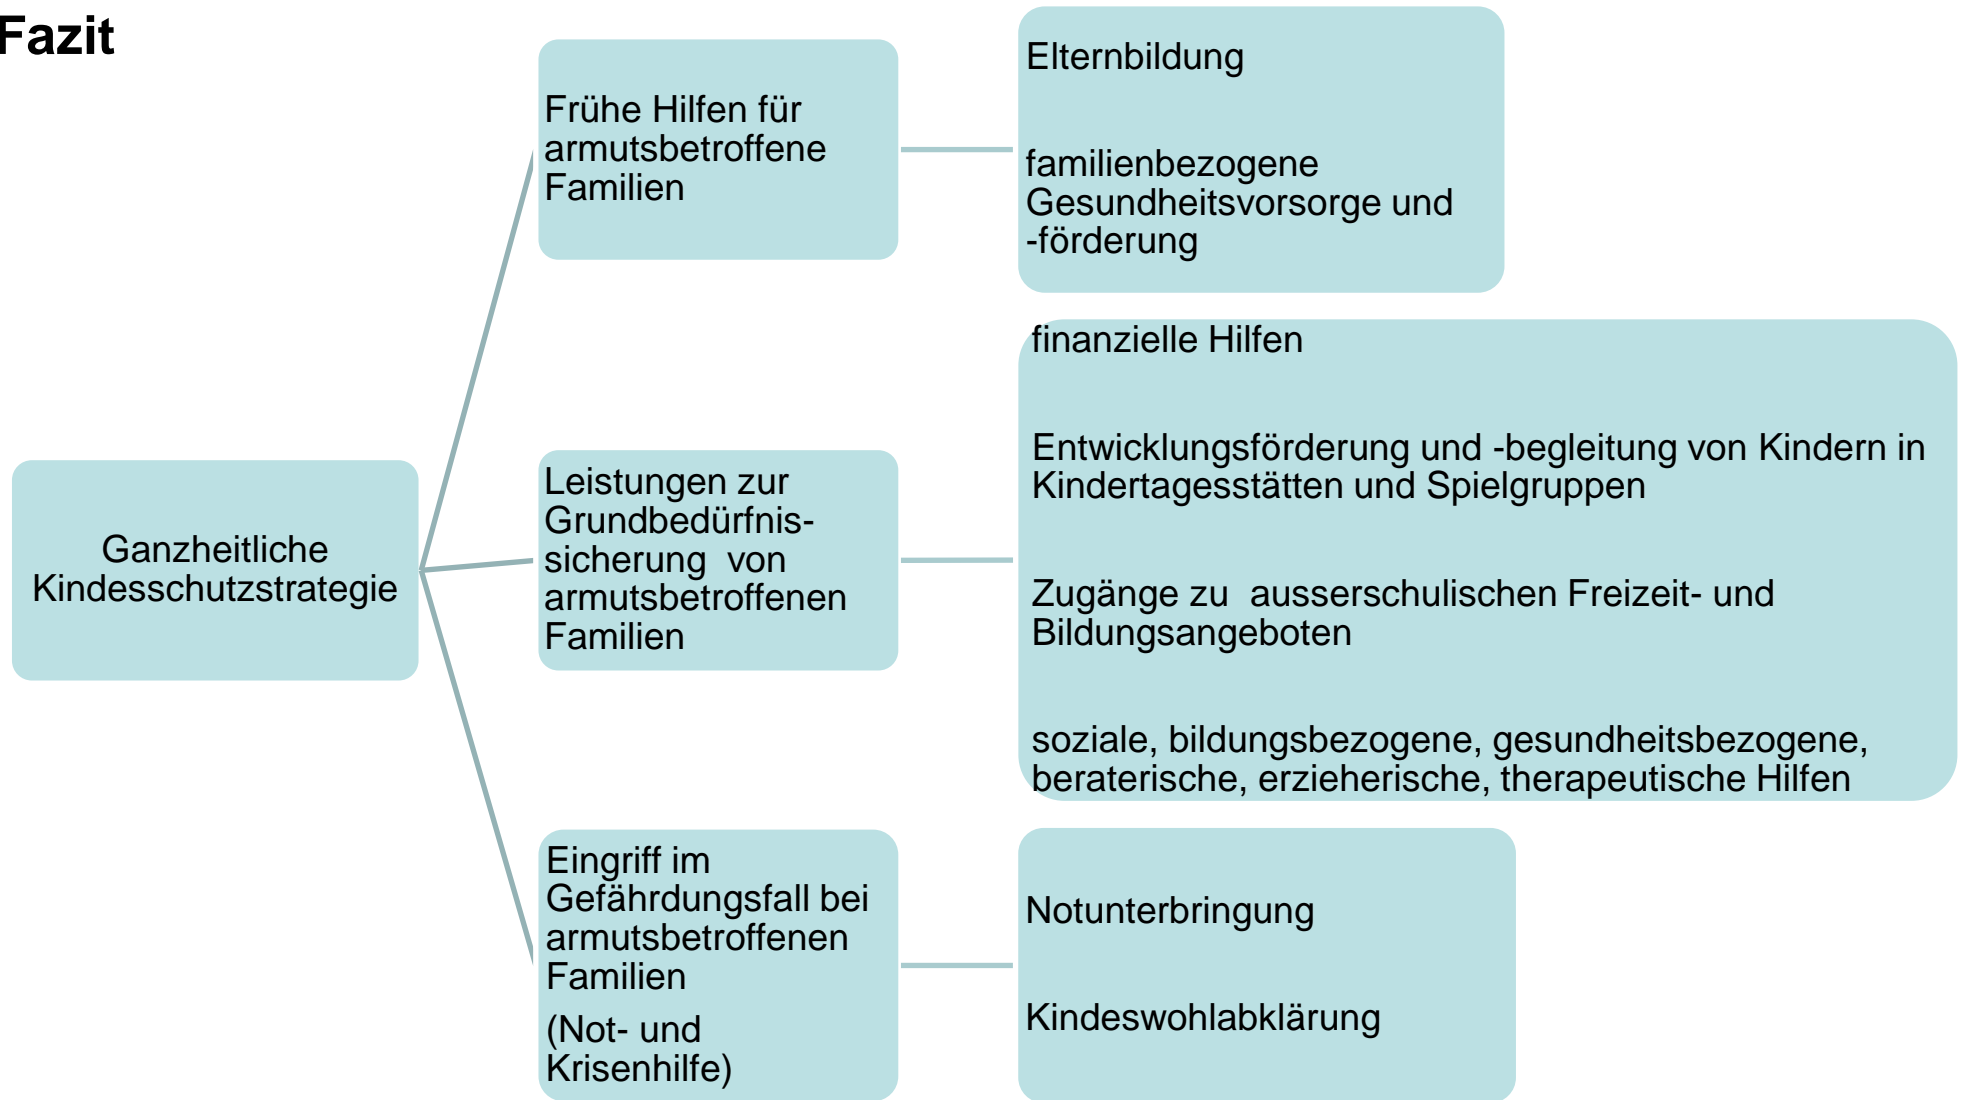 Fazit
Ganzheitliche
Kindesschutzstrategie
Frühe Hilfen für
armutsbetroffene
Familien
Elternbildung
familienbezogene
Gesundheitsvorsorge und
-förderung
Leistungen zur
Grundbedürfnis-
sicherung  von
armutsbetroffenen
Familien
finanzielle Hilfen
Entwicklungsförderung und -begleitung von Kindern in
Kindertagesstätten und Spielgruppen
Zugänge zu  ausserschulischen Freizeit- und
Bildungsangeboten
soziale, bildungsbezogene, gesundheitsbezogene,
beraterische, erzieherische, therapeutische Hilfen
Eingriff im
Gefährdungsfall bei
armutsbetroffenen
Familien
(Not- und
Krisenhilfe)
Notunterbringung
Kindeswohlabklärung